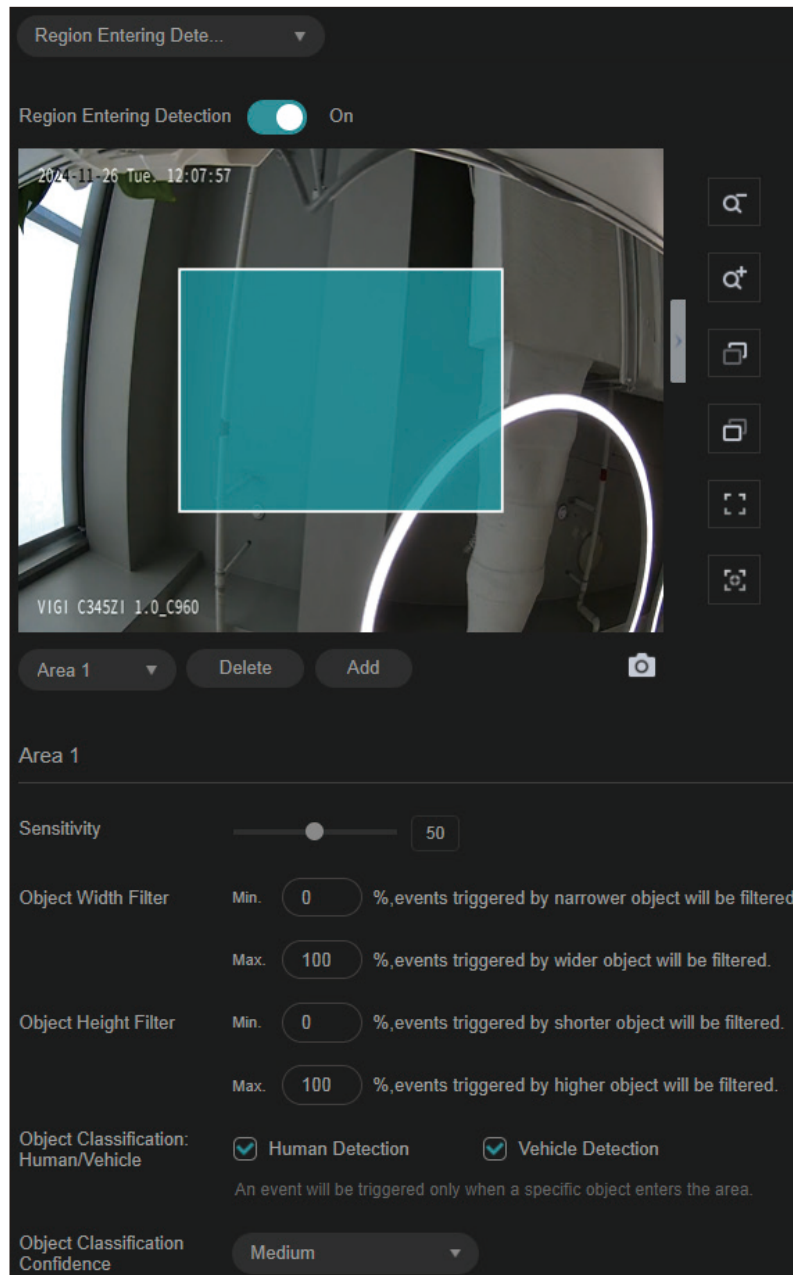 Region Entering Dete...
Region Entering Detection On
2024-11-26 Tue. 12:07:57
VIGI C345ZI 1.0_C960
Area 1 Delete Add
Area 1
Sensitivity 50
Object Width Filter Min. 0 %,events triggered by narrower object will be filtered
Max. 100 %,events triggered by wider object will be filtered.
Object Height Filter Min. 0 %,events triggered by shorter object will be filtered.
Max. 100 %,events triggered by higher object will be filtered.
Object Classification:
Human/Vehicle Human Detection Vehicle Detection
An event will be triggered only when a specific object enters the area.
Object Classification
Confidence Medium